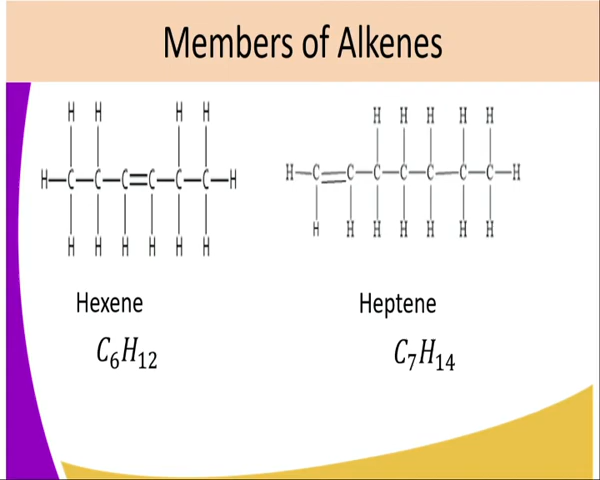 Members of Alkenes
H H H H
H—C—C—C=C—C—C—H
H H H H H H
Hexene
C₆H₁₂
H H H H H
H—C=C—C—C—C—C—C—H
H H H H H H H
Heptene
C₇H₁₄